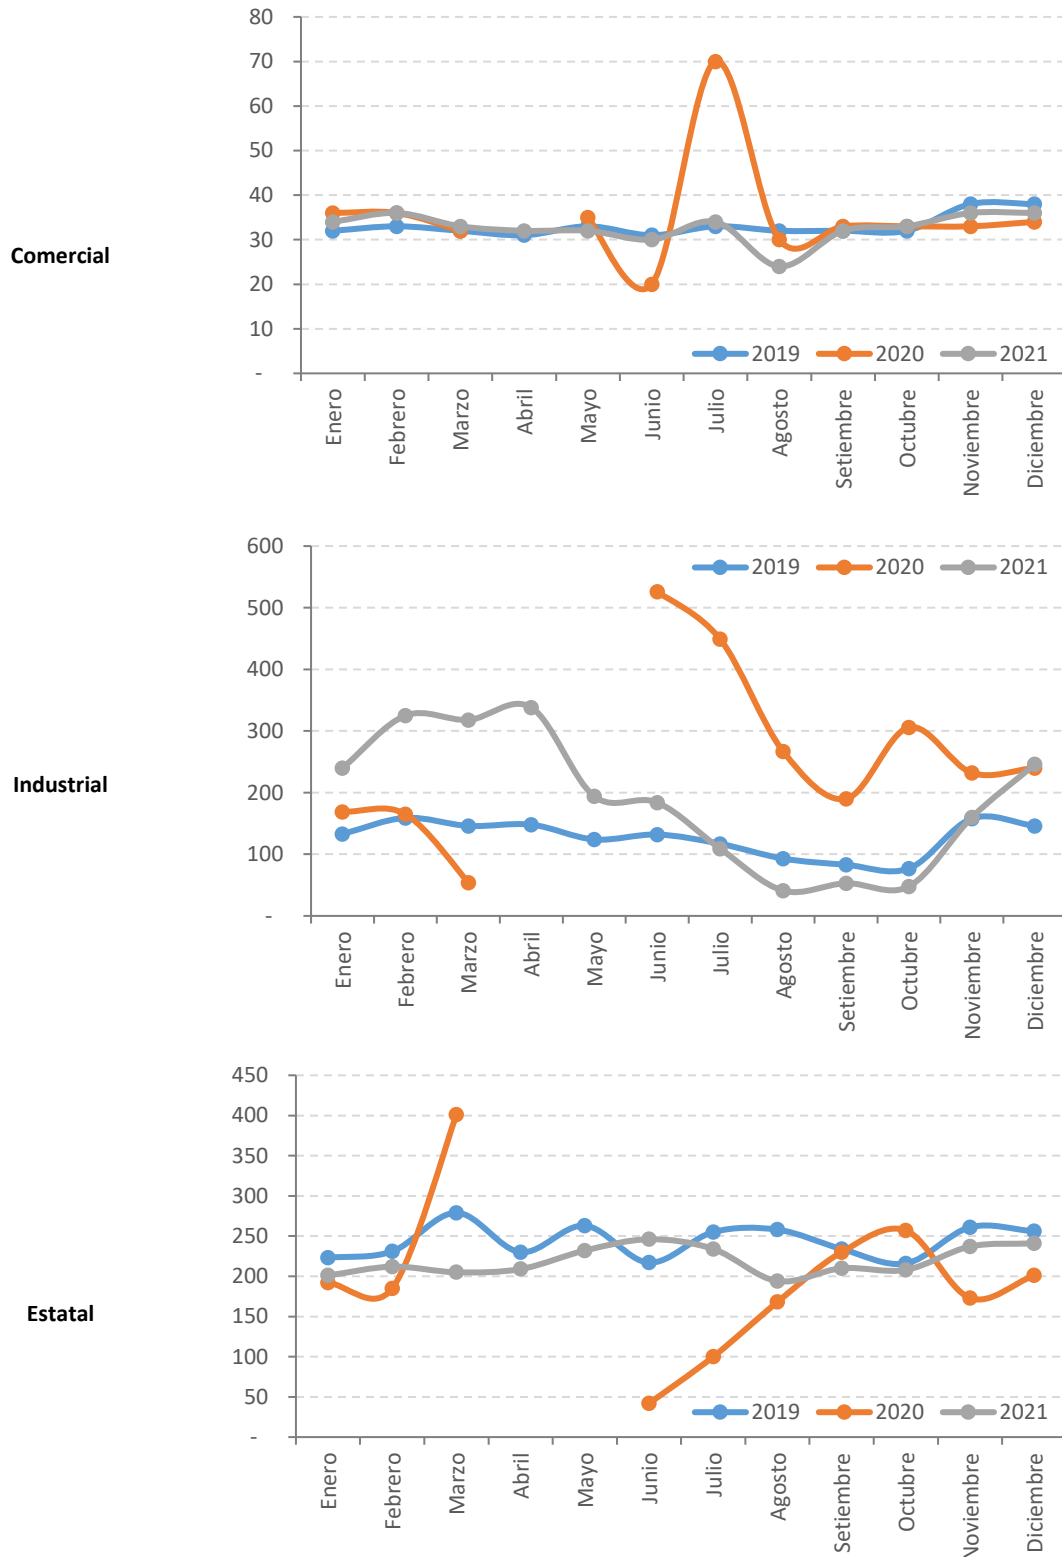 80
70
60
50
40
30
20
10
-
Comercial
2019 2020 2021
Enero Febrero Marzo Abril Mayo Junio Julio Agosto Setiembre Octubre Noviembre Diciembre
600
500
400
300
200
100
-
Industrial
2019 2020 2021
Enero Febrero Marzo Abril Mayo Junio Julio Agosto Setiembre Octubre Noviembre Diciembre
450
400
350
300
250
200
150
100
50
-
Estatal
2019 2020 2021
Enero Febrero Marzo Abril Mayo Junio Julio Agosto Setiembre Octubre Noviembre Diciembre